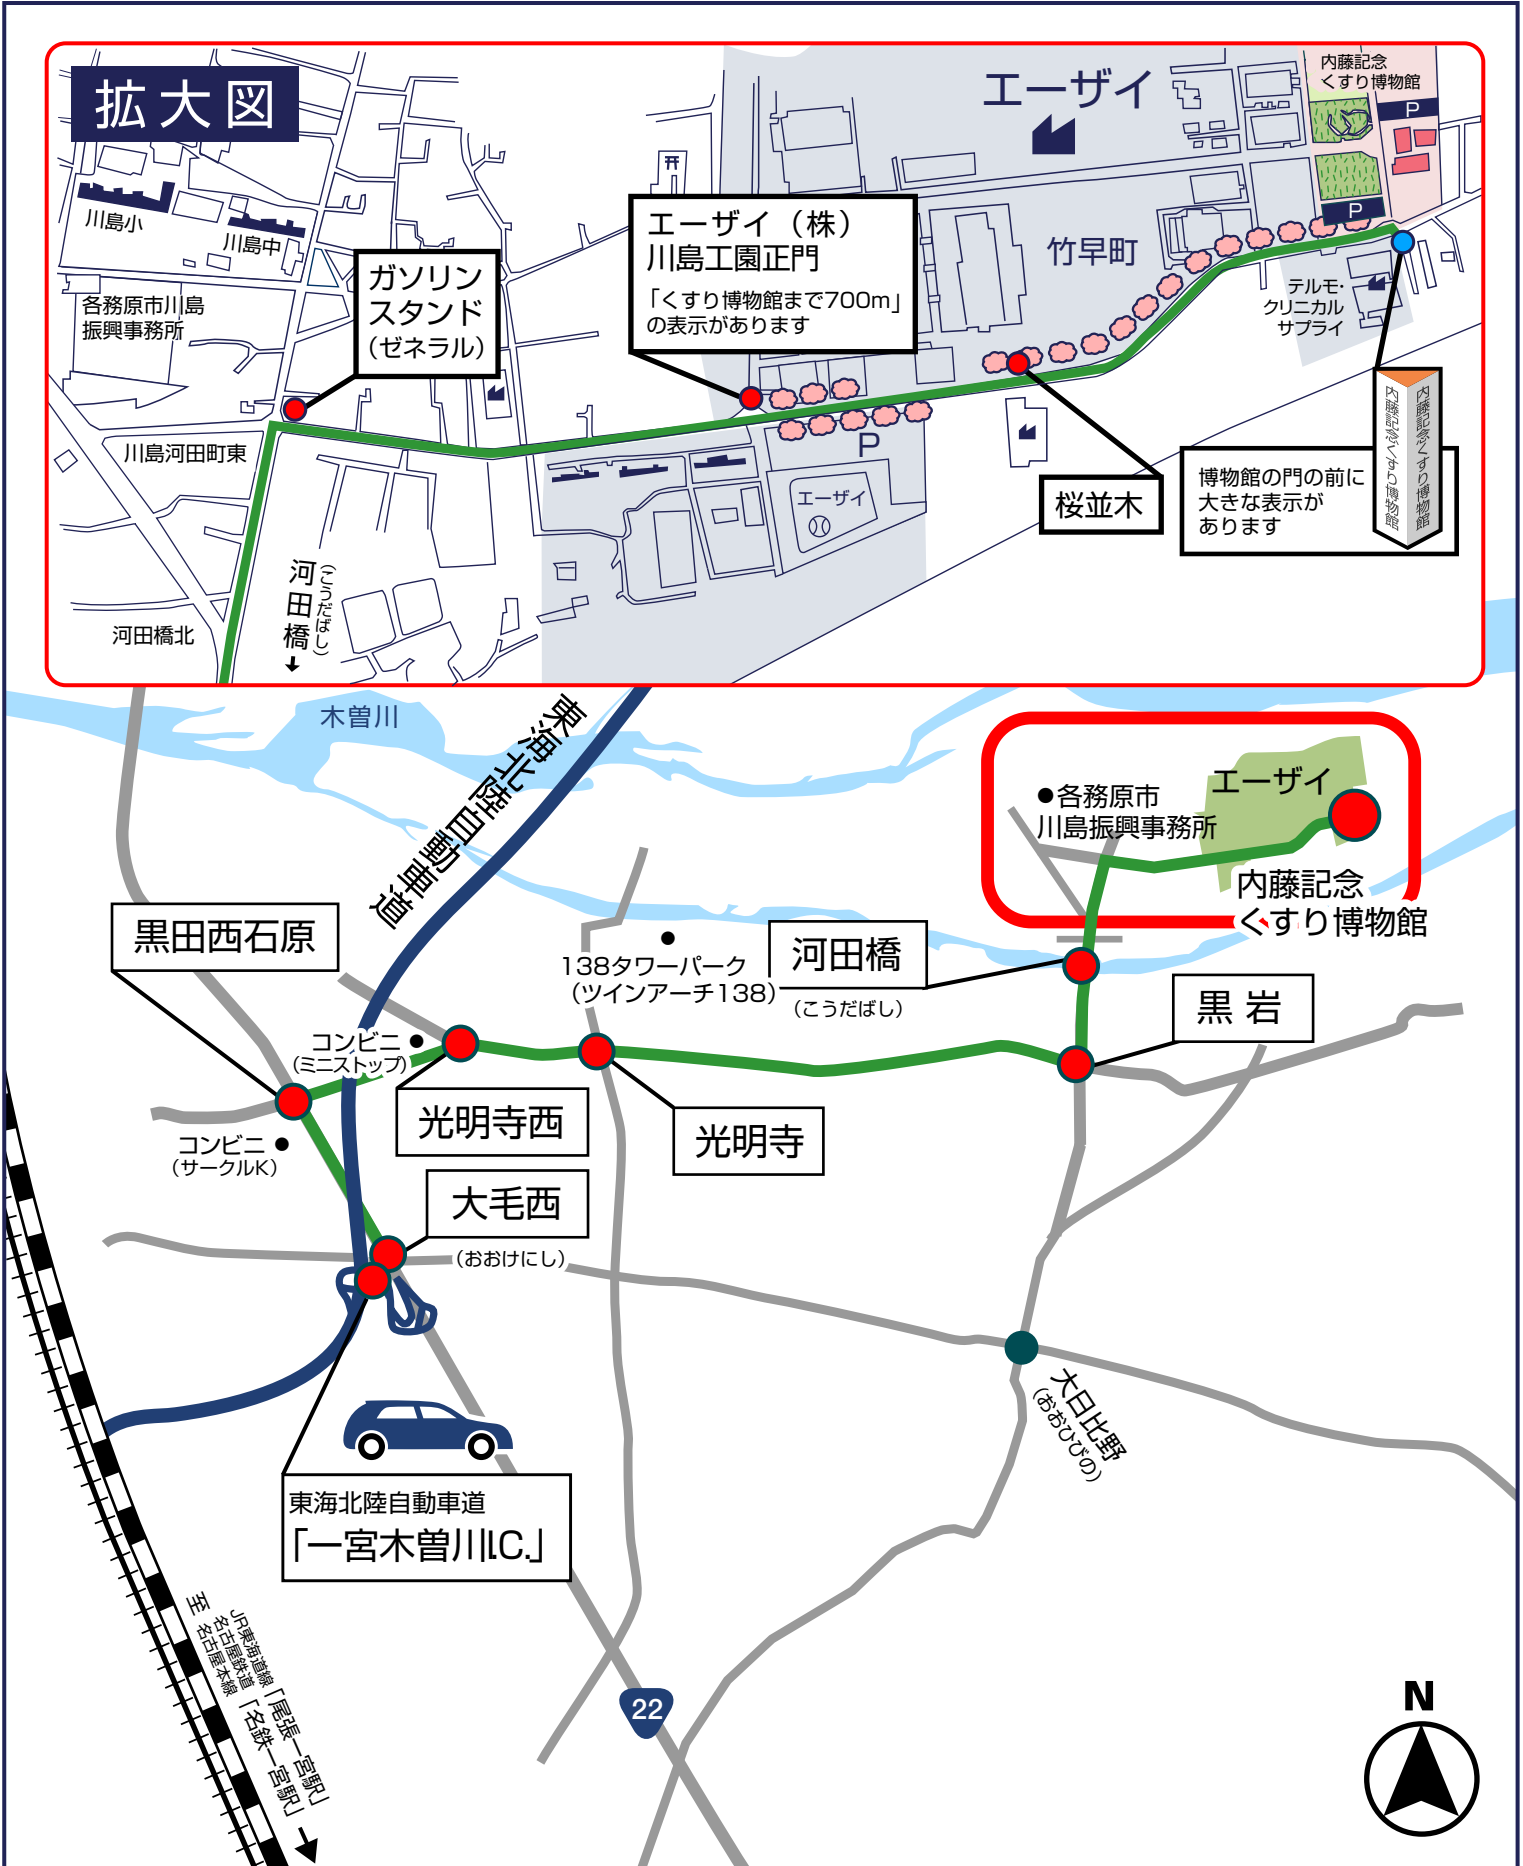 拡大図
エーザイ
内藤記念
くすり博物館
P
P
川島小
川島中
各務原市川島
振興事務所
ガソリン
スタンド
（ゼネラル）
エーザイ（株）
川島工園正門
「くすり博物館まで700m」
の表示があります
竹早町
テルモ・
クリニカル
サプライ
川島河田町東
P
エーザイ
桜並木
博物館の門の前に
大きな表示が
あります
内藤記念くすり博物館
内藤記念くすり博物館
河田橋
（こうだばし）
河田橋北
木曽川
東海北陸自動車道
エーザイ
各務原市
川島振興事務所
内藤記念
くすり博物館
黒田西石原
138タワーパーク
（ツインアーチ138）
河田橋
（こうだばし）
黒岩
コンビニ
（ミニストップ）
光明寺西
光明寺
コンビニ
（サークルK）
大毛西
（おおけにし）
大日比野
（おおひびの）
東海北陸自動車道
「一宮木曽川I.C.」
至
JR東海道線「尾張一宮駅」
名古屋鉄道
名古屋本線
「名鉄一宮駅」
22
N